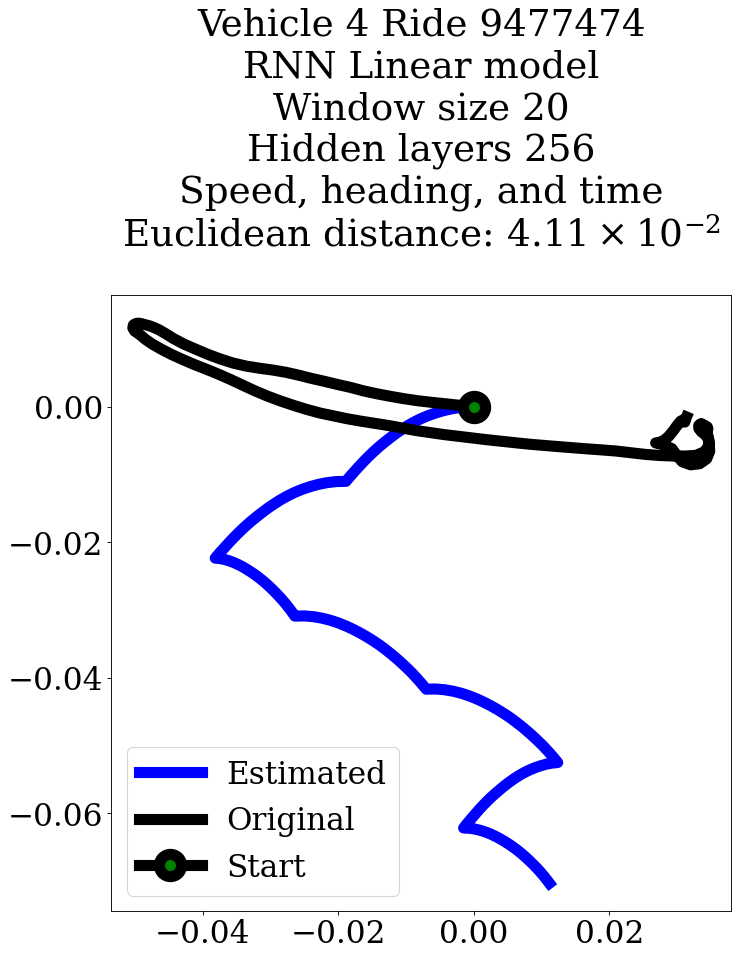 Vehicle 4 Ride 9477474
RNN Linear model
Window size 20
Hidden layers 256
Speed, heading, and time
Euclidean distance: 4.11 × 10⁻²
0.00
−0.02
−0.04
−0.06
Estimated
Original
Start
−0.04 −0.02 0.00 0.02